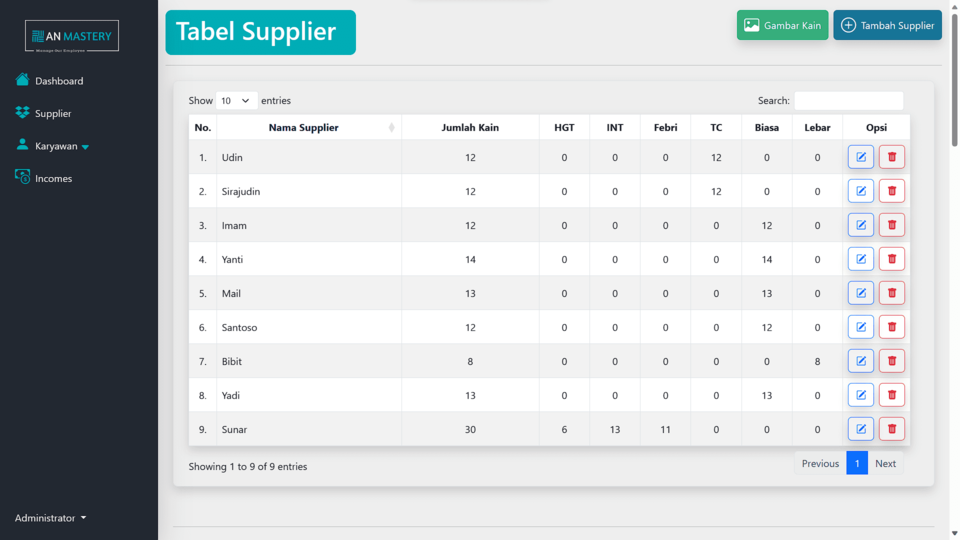 AN MASTERY
Dashboard
Supplier
Karyawan
Incomes
Administrator
Tabel Supplier
Gambar Kain
Tambah Supplier
Show 10 entries
Search:
No. Nama Supplier Jumlah Kain HGT INT Febri TC Biasa Lebar Opsi
1. Udin 12 0 0 0 12 0 0
2. Sirajudin 12 0 0 0 12 0 0
3. Imam 12 0 0 0 0 12 0
4. Yanti 14 0 0 0 0 14 0
5. Mail 13 0 0 0 0 13 0
6. Santoso 12 0 0 0 0 12 0
7. Bibit 8 0 0 0 0 0 8
8. Yadi 13 0 0 0 0 13 0
9. Sunar 30 6 13 11 0 0 0
Showing 1 to 9 of 9 entries
Previous 1 Next